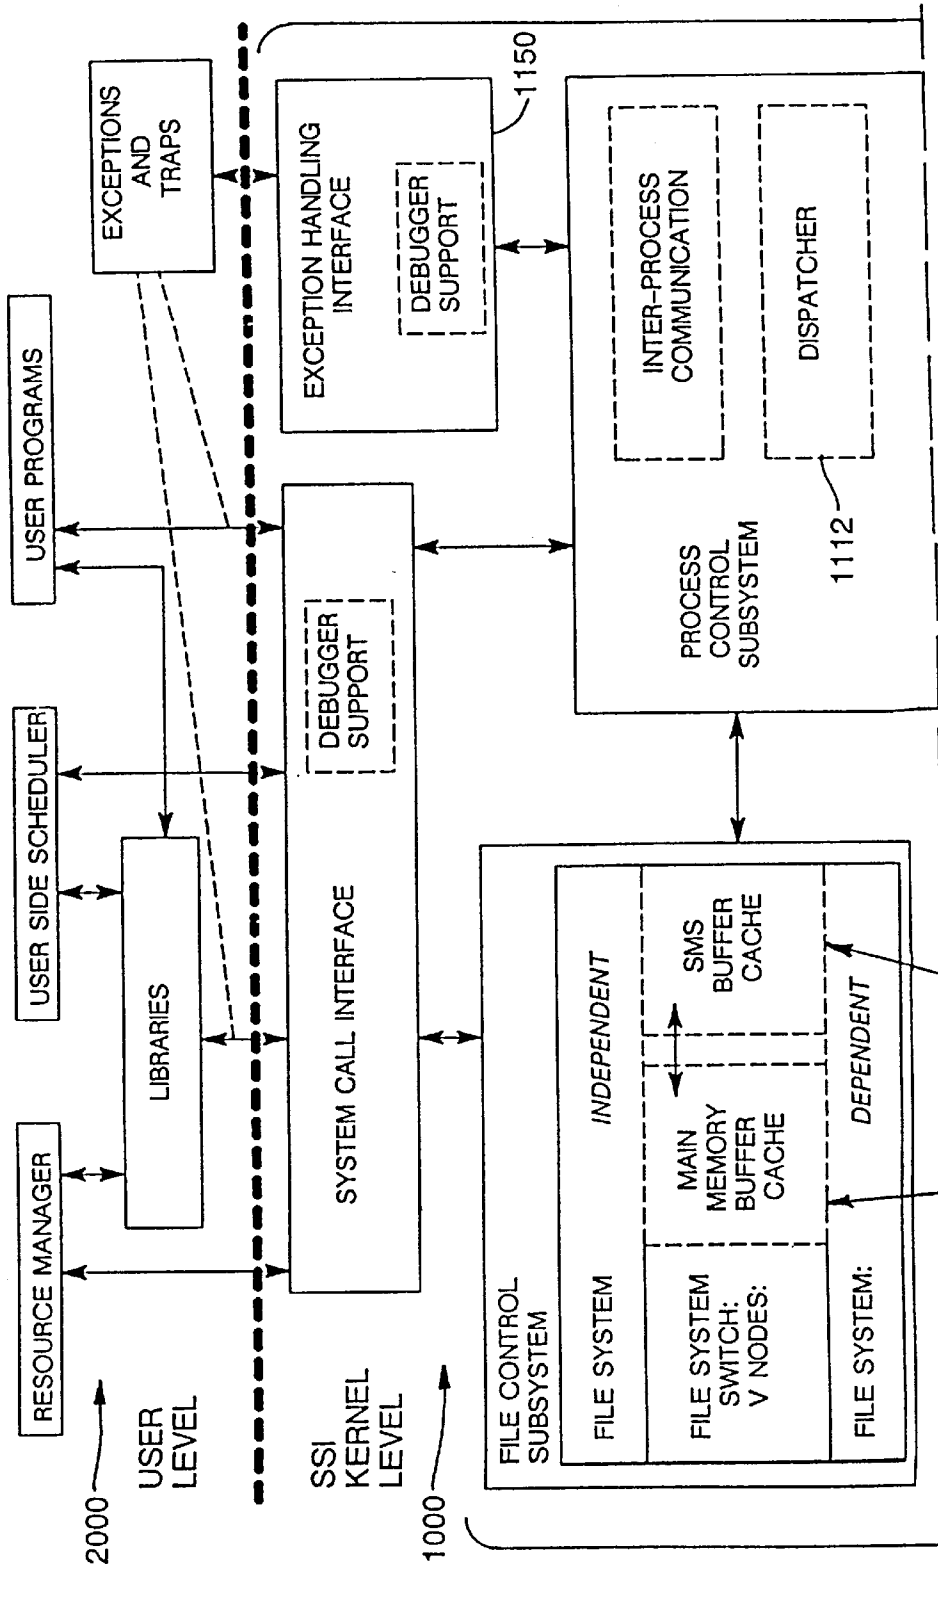 RESOURCE MANAGER
USER SIDE SCHEDULER
USER PROGRAMS
EXCEPTIONS
AND
TRAPS
LIBRARIES
2000
USER
LEVEL
SSI
KERNEL
LEVEL
1000
SYSTEM CALL INTERFACE
DEBUGGER
SUPPORT
EXCEPTION HANDLING
INTERFACE
DEBUGGER
SUPPORT
1150
FILE CONTROL
SUBSYSTEM
FILE SYSTEM
INDEPENDENT
FILE SYSTEM
SWITCH:
V NODES:
MAIN
MEMORY
BUFFER
CACHE
SMS
BUFFER
CACHE
FILE SYSTEM:
DEPENDENT
PROCESS
CONTROL
SUBSYSTEM
INTER-PROCESS
COMMUNICATION
DISPATCHER
1112